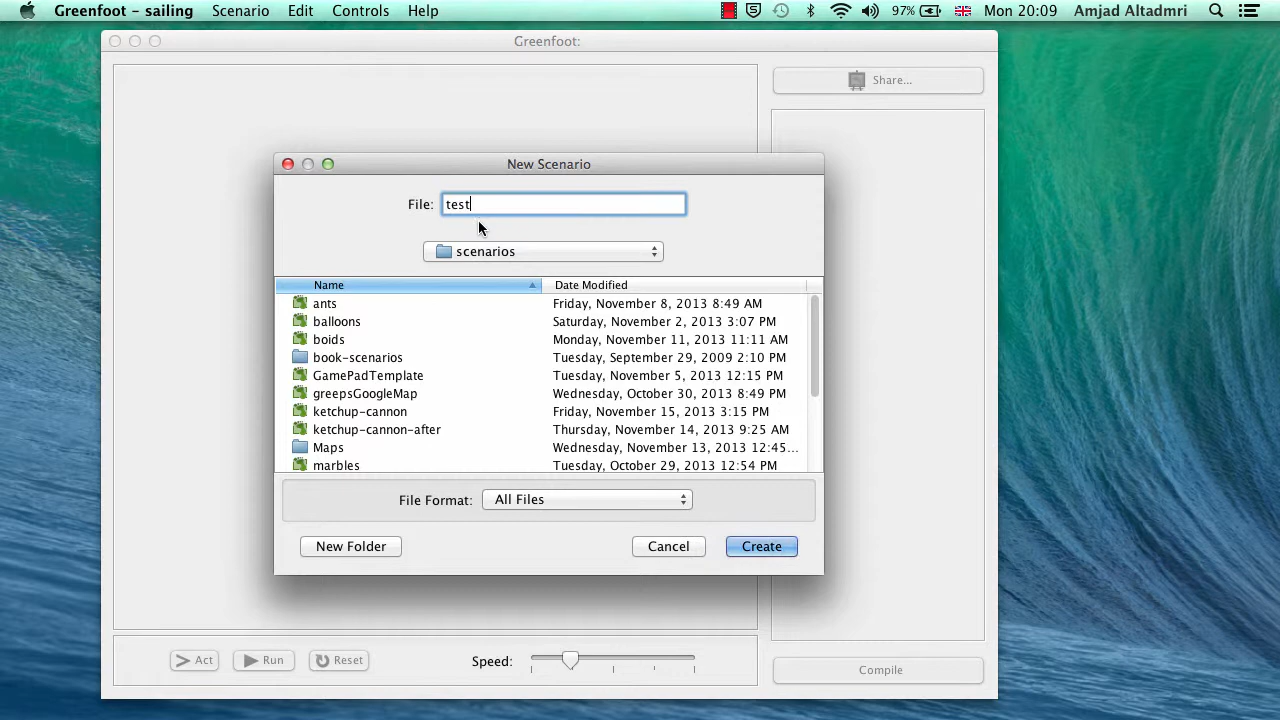 Greenfoot - sailing Scenario Edit Controls Help 97% Mon 20:09 Amjad Altadmri
Greenfoot:
Share...
New Scenario
File: test
scenarios
Name Date Modified
ants Friday, November 8, 2013 8:49 AM
balloons Saturday, November 2, 2013 3:07 PM
boids Monday, November 11, 2013 11:11 AM
book-scenarios Tuesday, September 29, 2009 2:10 PM
GamePadTemplate Tuesday, November 5, 2013 12:15 PM
greepsGoogleMap Wednesday, October 30, 2013 8:49 PM
ketchup-cannon Friday, November 15, 2013 3:15 PM
ketchup-cannon-after Thursday, November 14, 2013 9:25 AM
Maps Wednesday, November 13, 2013 12:45...
marbles Tuesday, October 29, 2013 12:54 PM
File Format: All Files
New Folder Cancel Create
Act Run Reset Speed: Compile